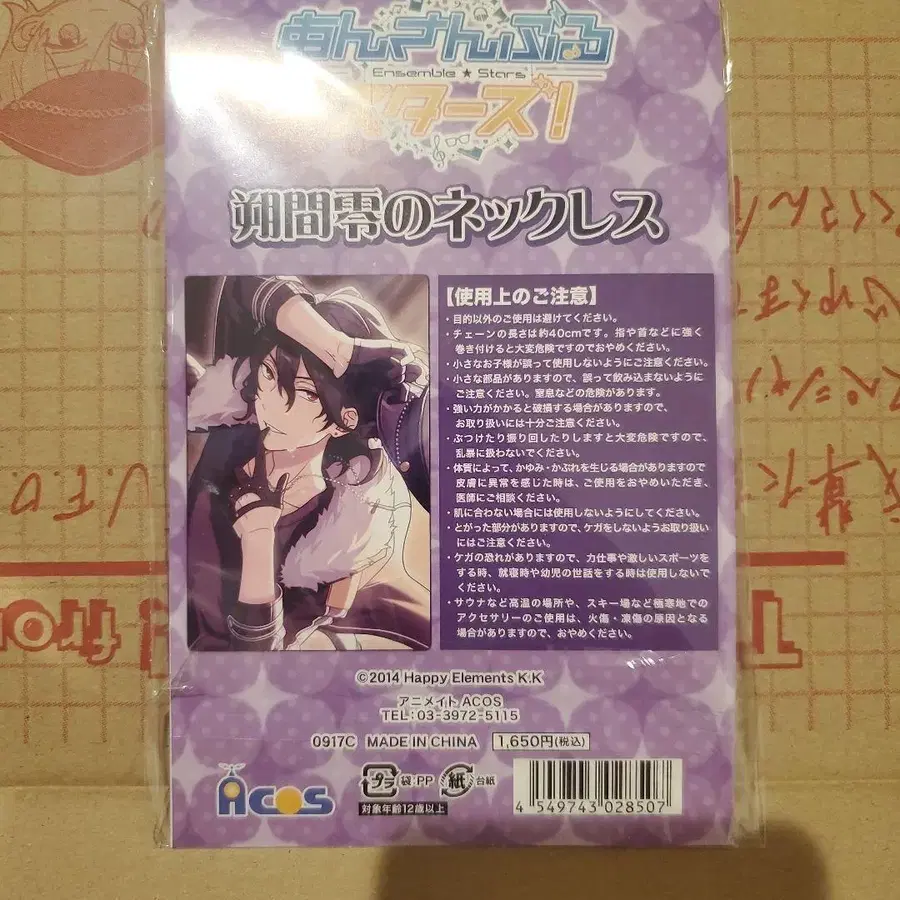 あんさんぶる
Ensemble ★ Stars
ターズ!
朔間零のネックレス
【使用上のご注意】
・目的以外のご使用は避けてください。
・チェーンの長さは約40cmです。指や首などに強く
巻き付けると大変危険ですのでおやめください。
・小さなお子様が誤って使用しないようにご注意ください。
・小さな部品がありますので、誤って飲み込まないように
ご注意ください。窒息などの危険があります。
・強い力がかかると破損する場合がありますので、
お取り扱いには十分ご注意ください。
・ぶつけたり振り回したりしますと大変危険ですので、
乱暴に扱わないでください。
・体質によって、かゆみ・かぶれを生じる場合がありますので
皮膚に異常を感じた時は、ご使用をおやめいただき、
医師にご相談ください。
・肌に合わない場合には使用しないようにしてください。
・とがった部分がありますので、ケガをしないようお取り扱い
にはご注意ください。
・ケガの恐れがありますので、力仕事や激しいスポーツを
する時、就寝時や幼児の世話をする時は使用しないで
ください。
・サウナなど高温の場所や、スキー場など極寒地での
アクセサリーのご使用は、火傷・凍傷の原因となる
場合がありますので、おやめください。
©2014 Happy Elements K.K
アニメイト ACOS
TEL:03-3972-5115
0917C MADE IN CHINA 1,650円(税込)
ACOS
プラ 袋:PP 紙 台紙
対象年齢12歳以上
4 549743 028507
U.F.O
from